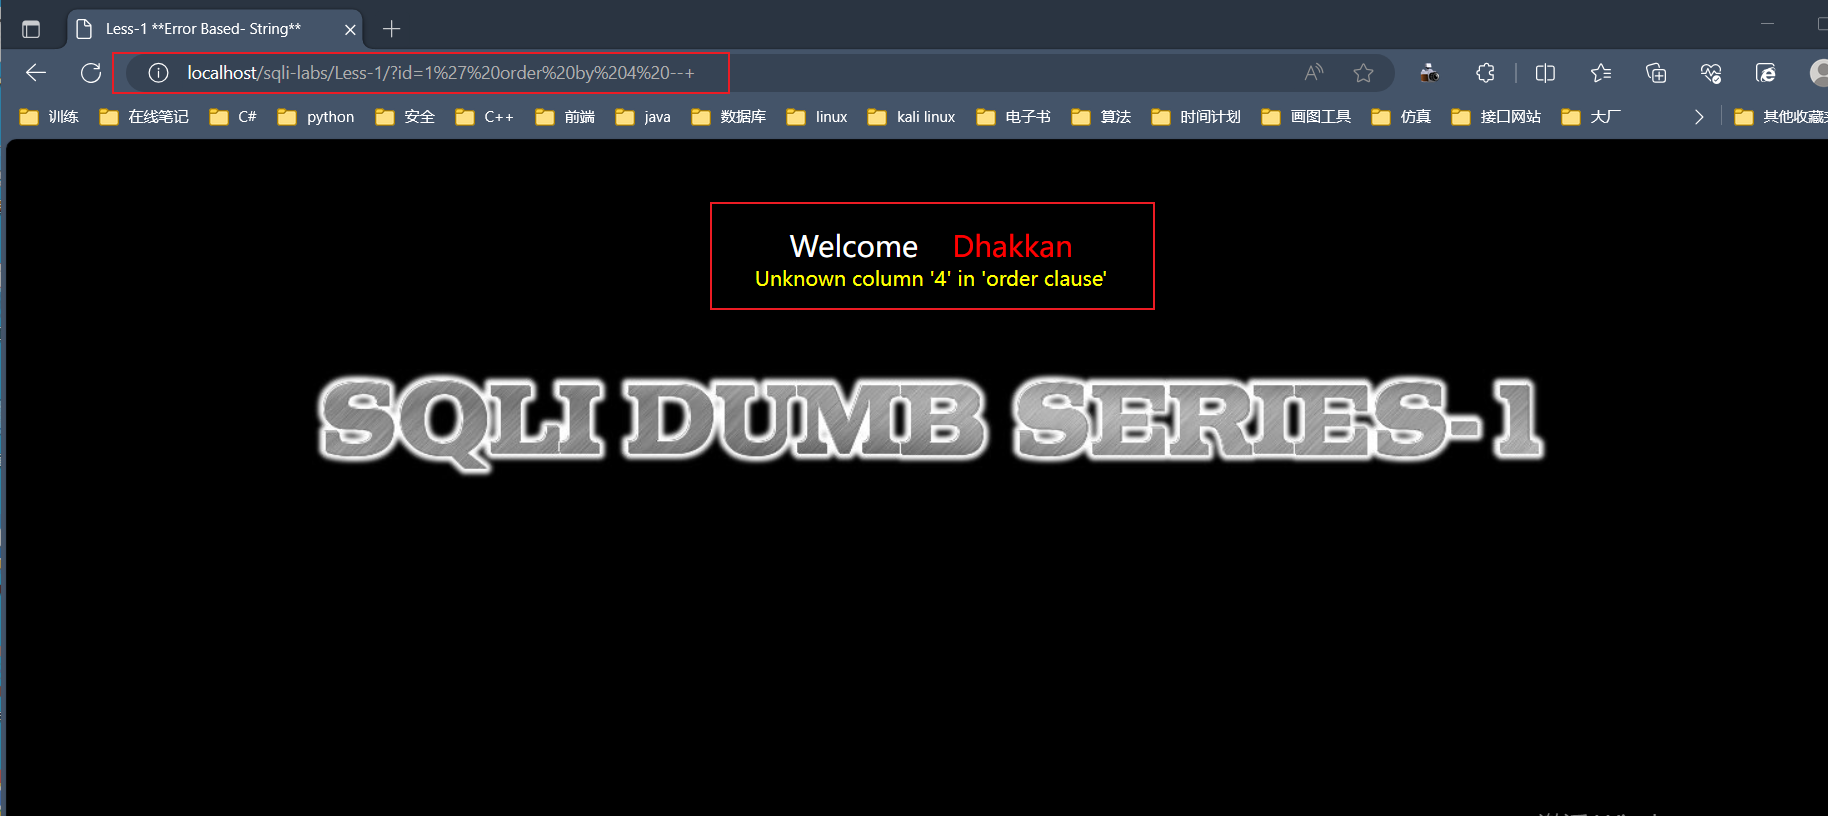 Less-1 **Error Based- String**
localhost/sqli-labs/Less-1/?id=1%27%20order%20by%204%20--+
训练 在线笔记 C# python 安全 C++ 前端 java 数据库 linux kali linux 电子书 算法 时间计划 画图工具 仿真 接口网站 大厂 其他收藏
Welcome Dhakkan
Unknown column '4' in 'order clause'
SQLI DUMB SERIES-1